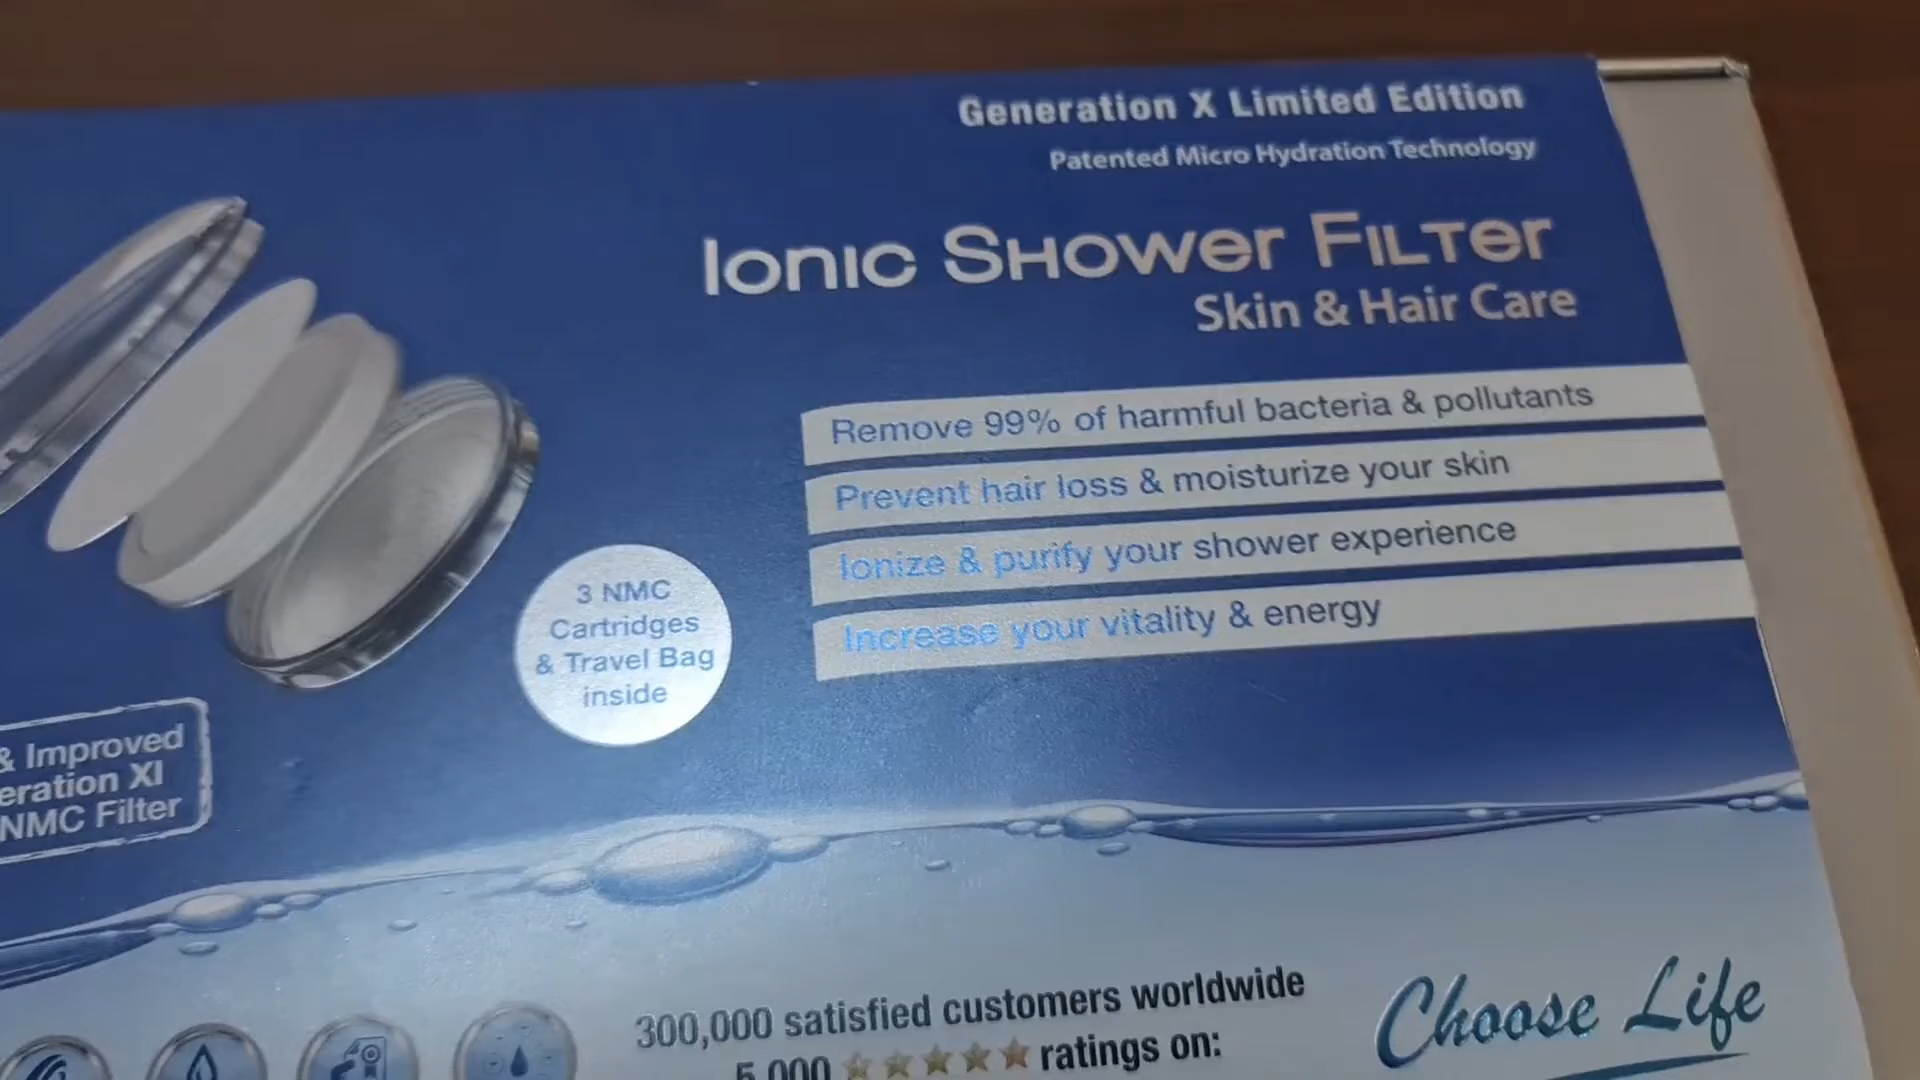 Generation X Limited Edition
Patented Micro Hydration Technology
Ionic Shower Filter
Skin & Hair Care
Remove 99% of harmful bacteria & pollutants
Prevent hair loss & moisturize your skin
Ionize & purify your shower experience
Increase your vitality & energy
3 NMC
Cartridges
& Travel Bag
inside
& Improved
eration XI
NMC Filter
300,000 satisfied customers worldwide
5,000 ratings on:
Choose Life